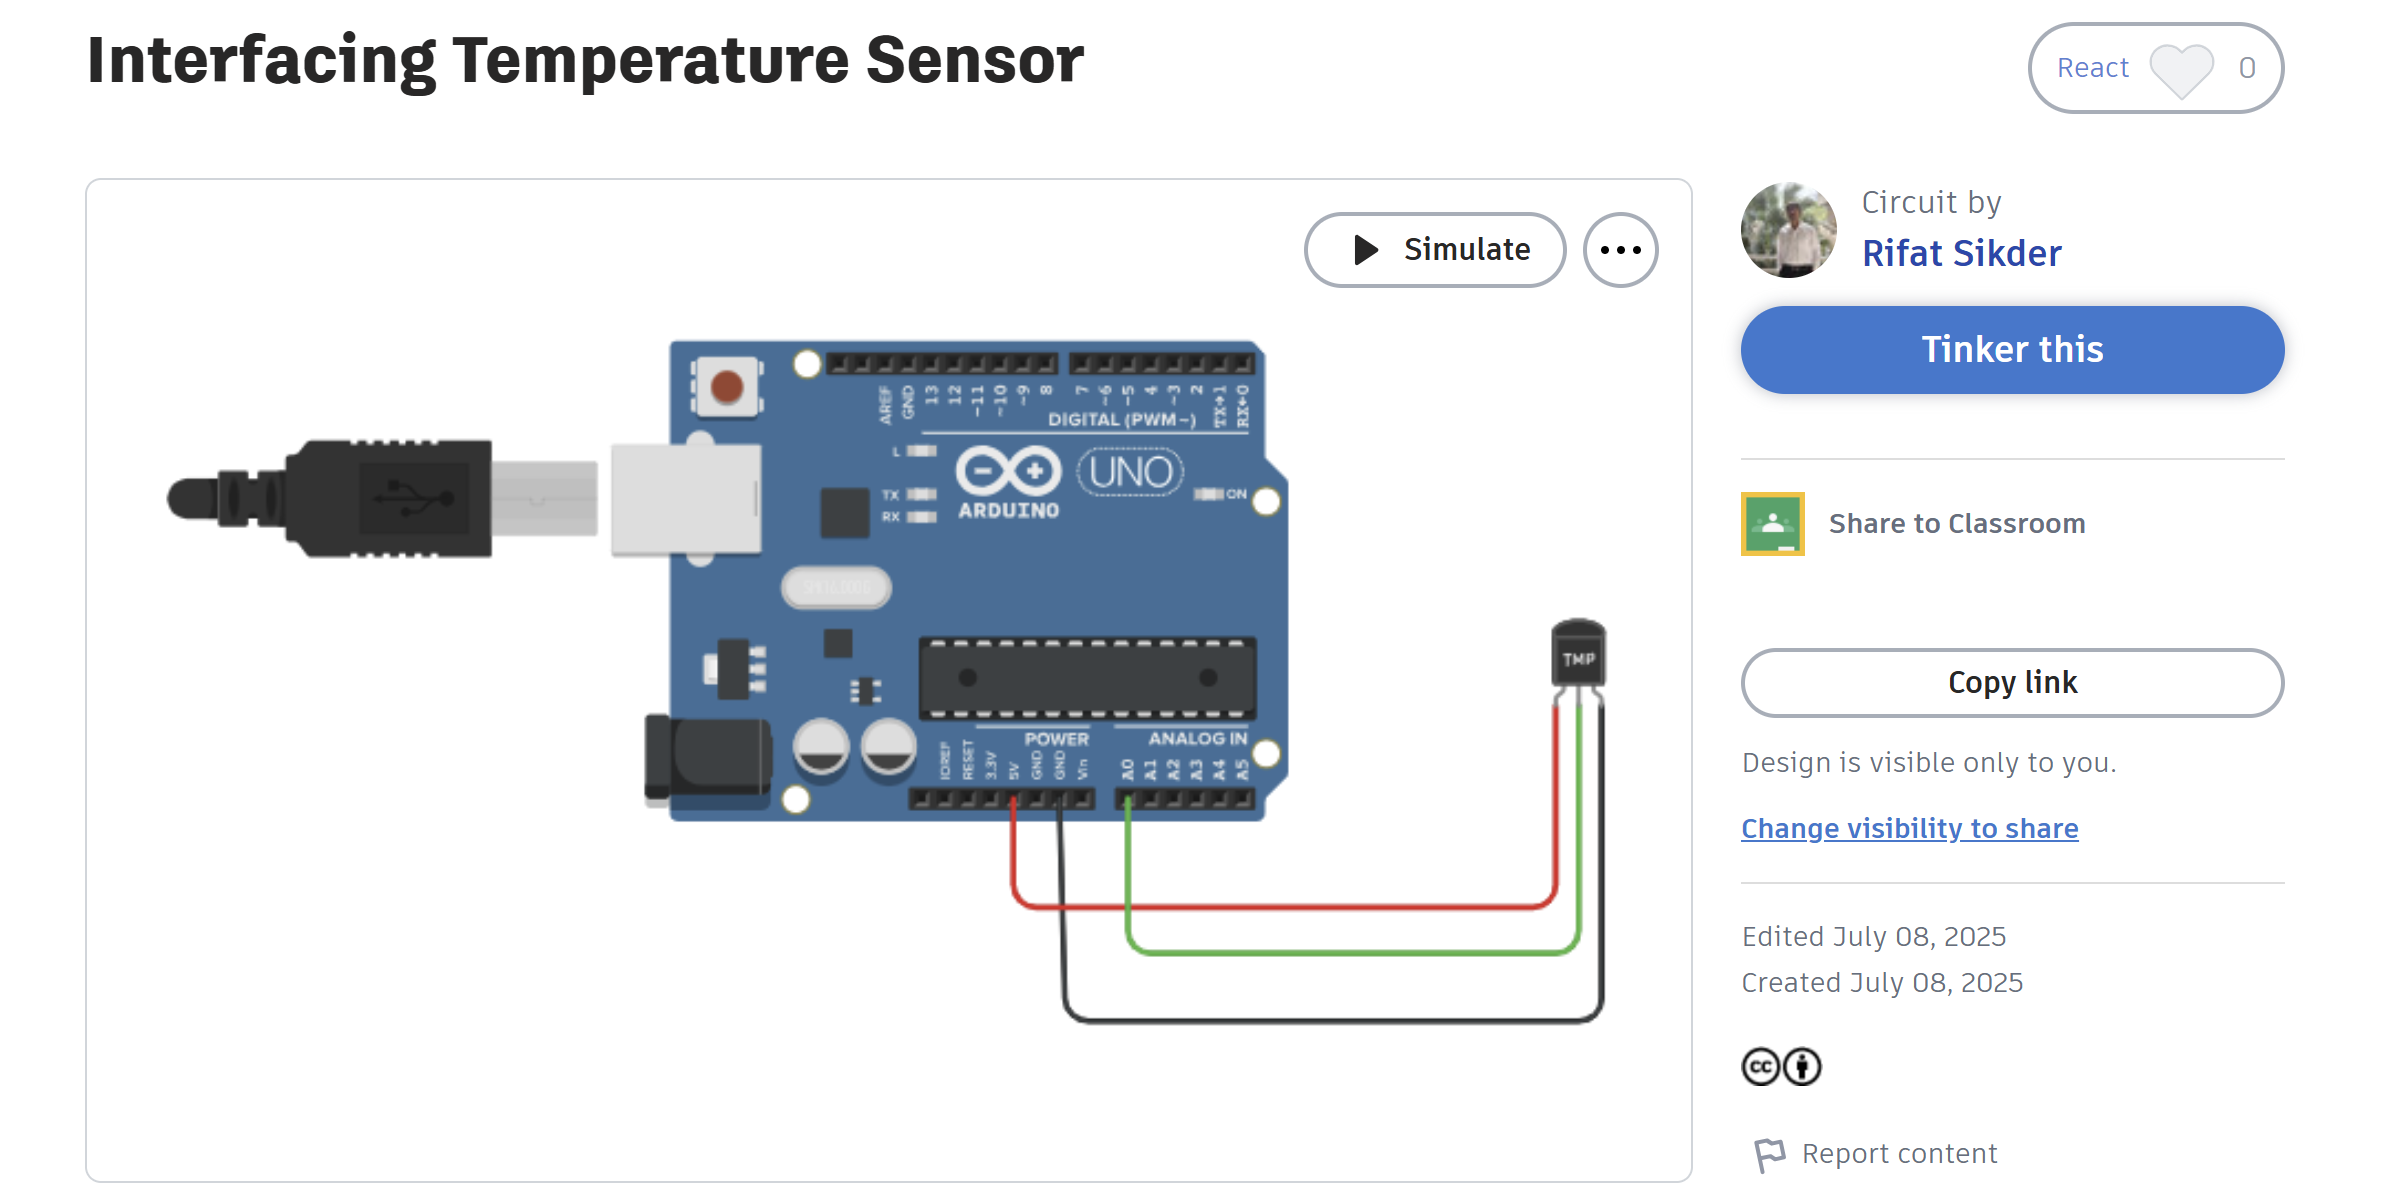 Interfacing Temperature Sensor
React 0
Simulate
Circuit by
Rifat Sikder
Tinker this
Share to Classroom
Copy link
Design is visible only to you.
Change visibility to share
Edited July 08, 2025
Created July 08, 2025
cc
Report content
AREF GND 13 12 ~11 ~10 ~9 8 7 ~6 ~5 4 ~3 2 TX→1 RX←0
DIGITAL (PWM~)
L
TX
RX
ARDUINO
UNO
ON
TMP
POWER
ANALOG IN
IOREF RESET 3.3V 5V GND GND Vin A0 A1 A2 A3 A4 A5